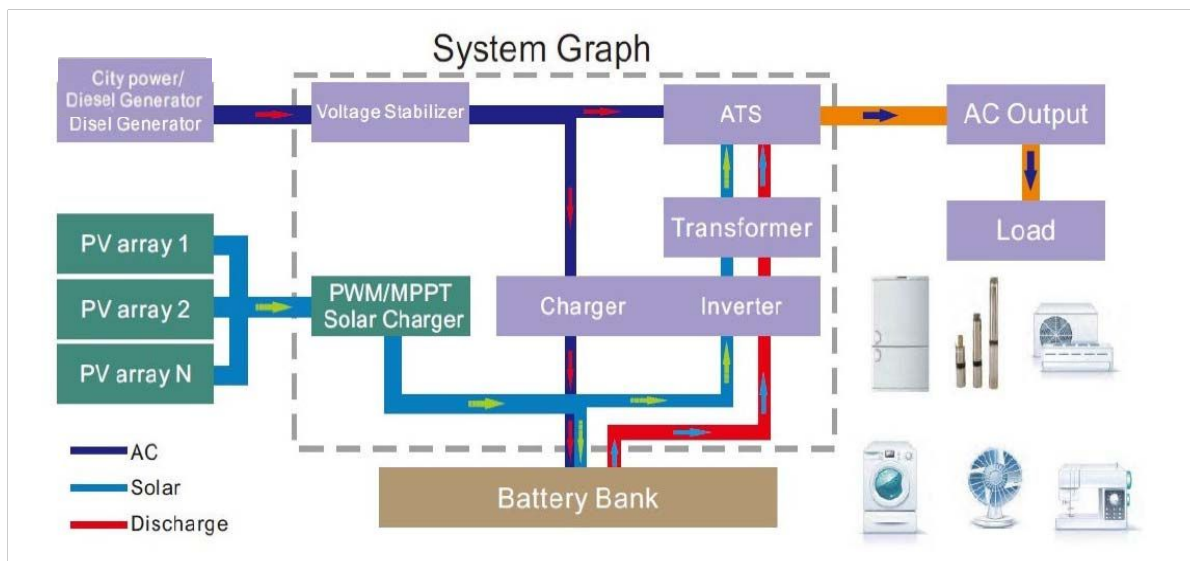 System Graph
City power/
Diesel Generator
Disel Generator
Voltage Stabilizer
ATS
AC Output
PV array 1
Transformer
Load
PV array 2
PWM/MPPT
Solar Charger
Charger
Inverter
PV array N
AC
Solar
Discharge
Battery Bank